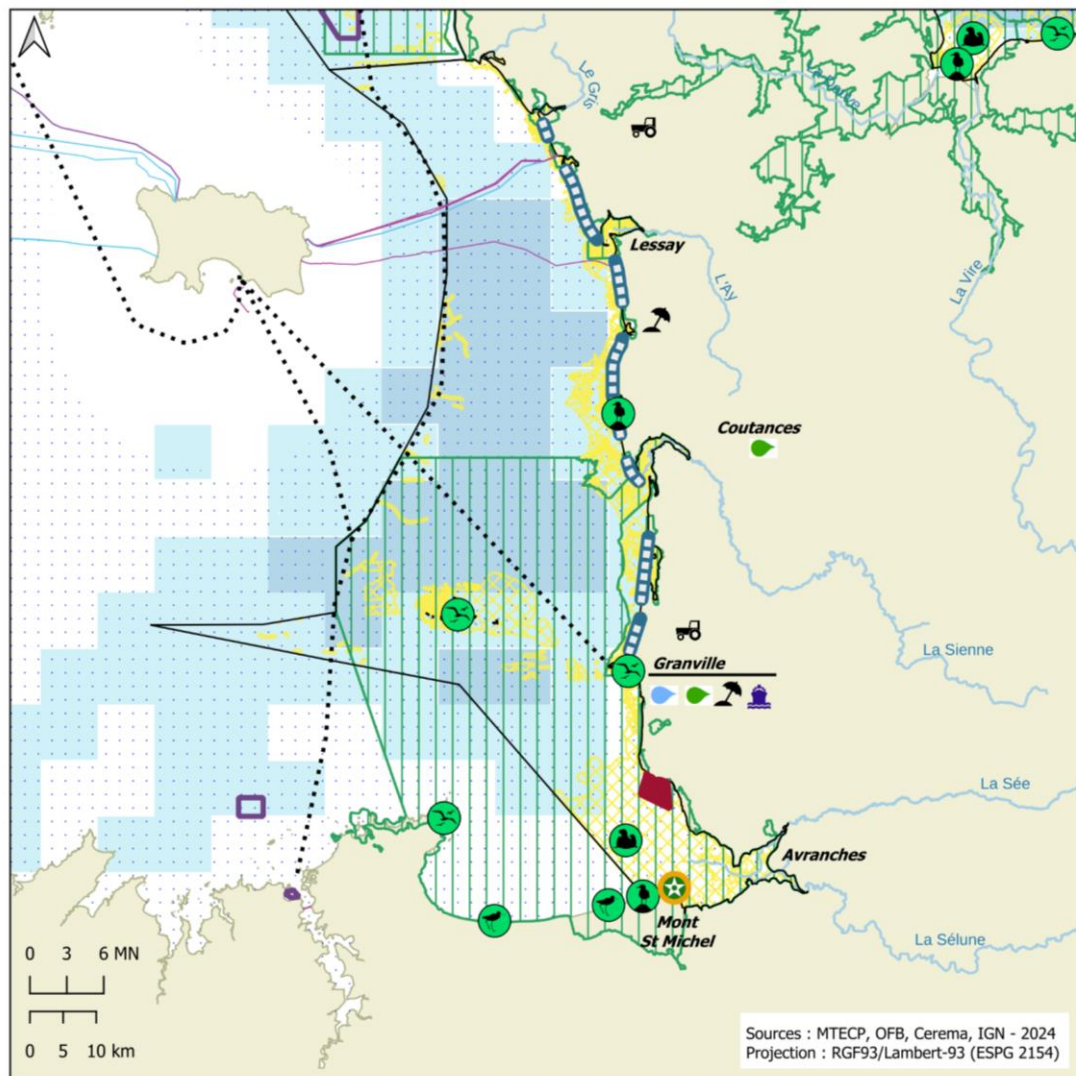 Le Gris
La Taute
La Vire
Lessay
L'Ay
Coutances
La Sienne
Granville
La Sée
Avranches
La Sélune
Mont
St Michel
0 3 6 MN
0 5 10 km
Sources : MTECP, OFB, Cerema, IGN - 2024
Projection : RGF93/Lambert-93 (ESPG 2154)